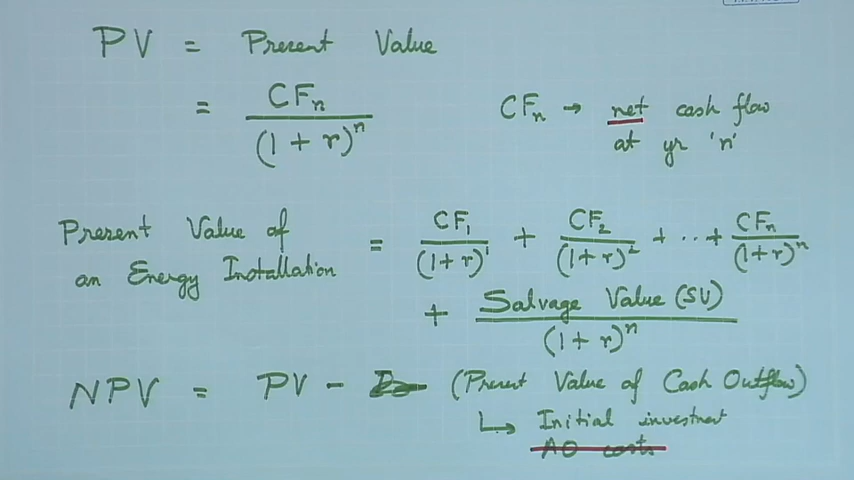 PV = Present Value
= CFn / (1 + r)^n
CFn → net cash flow
at yr 'n'
Present Value of
an Energy Installation
= CF1 / (1+r)^1 + CF2 / (1+r)^2 + ... + CFn / (1+r)^n
+ Salvage Value (SV) / (1+r)^n
NPV = PV - (Present Value of Cash Outflow)
↳ Initial investment
AO costs